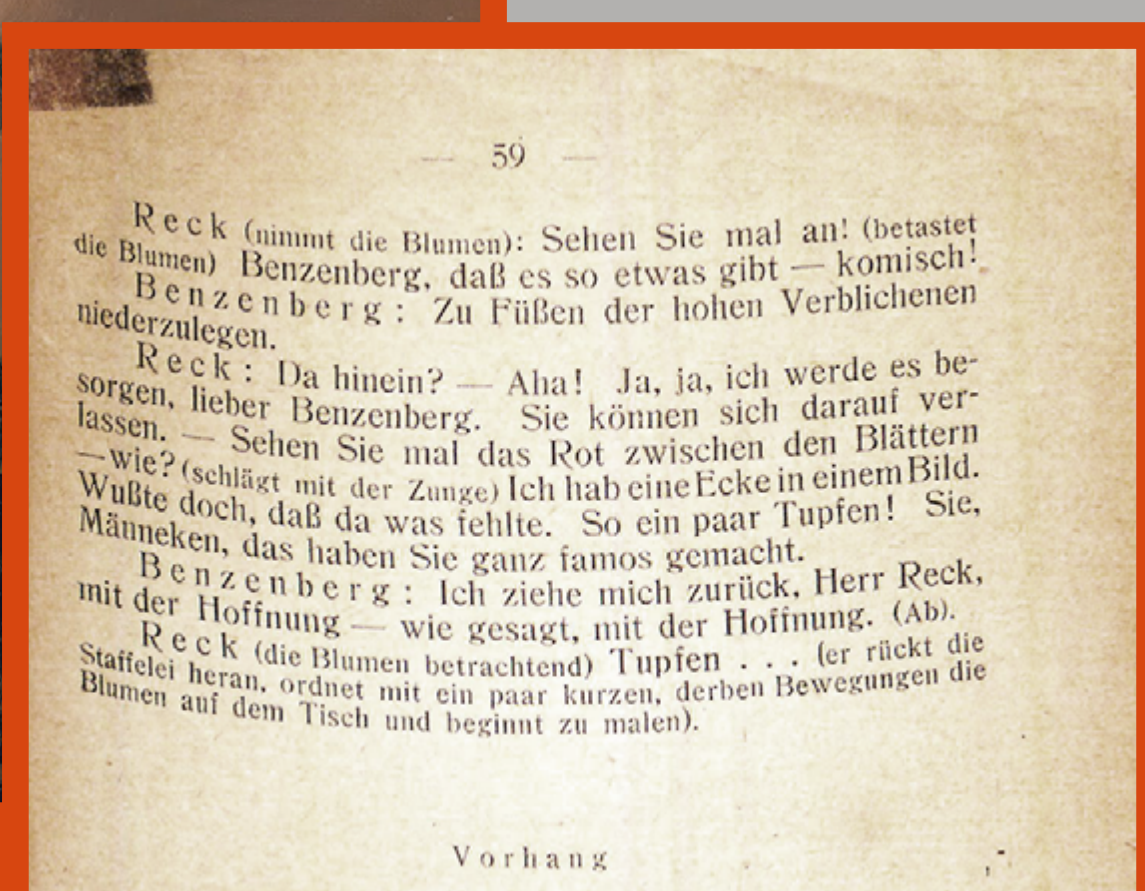 — 59 —
Reck (nimmt die Blumen): Sehen Sie mal an! (betastet
die Blumen) Benzenberg, daß es so etwas gibt — komisch!
Benzenberg: Zu Füßen der hohen Verblichenen
niederzulegen.
Reck: Da hinein? — Aha! Ja, ja, ich werde es be-
sorgen, lieber Benzenberg. Sie können sich darauf ver-
lassen. — Sehen Sie mal das Rot zwischen den Blättern
— wie? (schlägt mit der Zunge) Ich hab eine Ecke in einem Bild.
Wußte doch, daß da was fehlte. So ein paar Tupfen! Sie,
Männeken, das haben Sie ganz famos gemacht.
Benzenberg: Ich ziehe mich zurück, Herr Reck,
mit der Hoffnung — wie gesagt, mit der Hoffnung. (Ab).
Reck (die Blumen betrachtend) Tupfen . . . (er rückt die
Staffelei heran, ordnet mit ein paar kurzen, derben Bewegungen die
Blumen auf dem Tisch und beginnt zu malen).
Vorhang